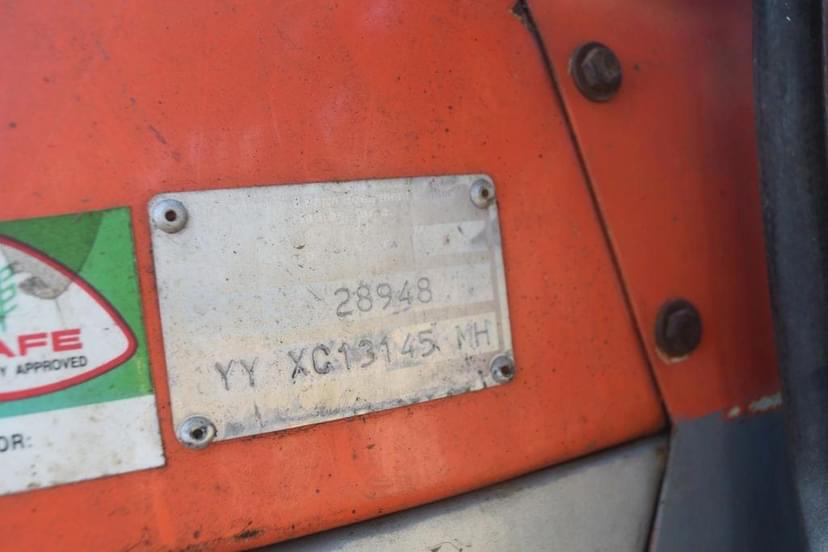 AFE
Y APPROVED
OR:
28948
YY XC13145 MH